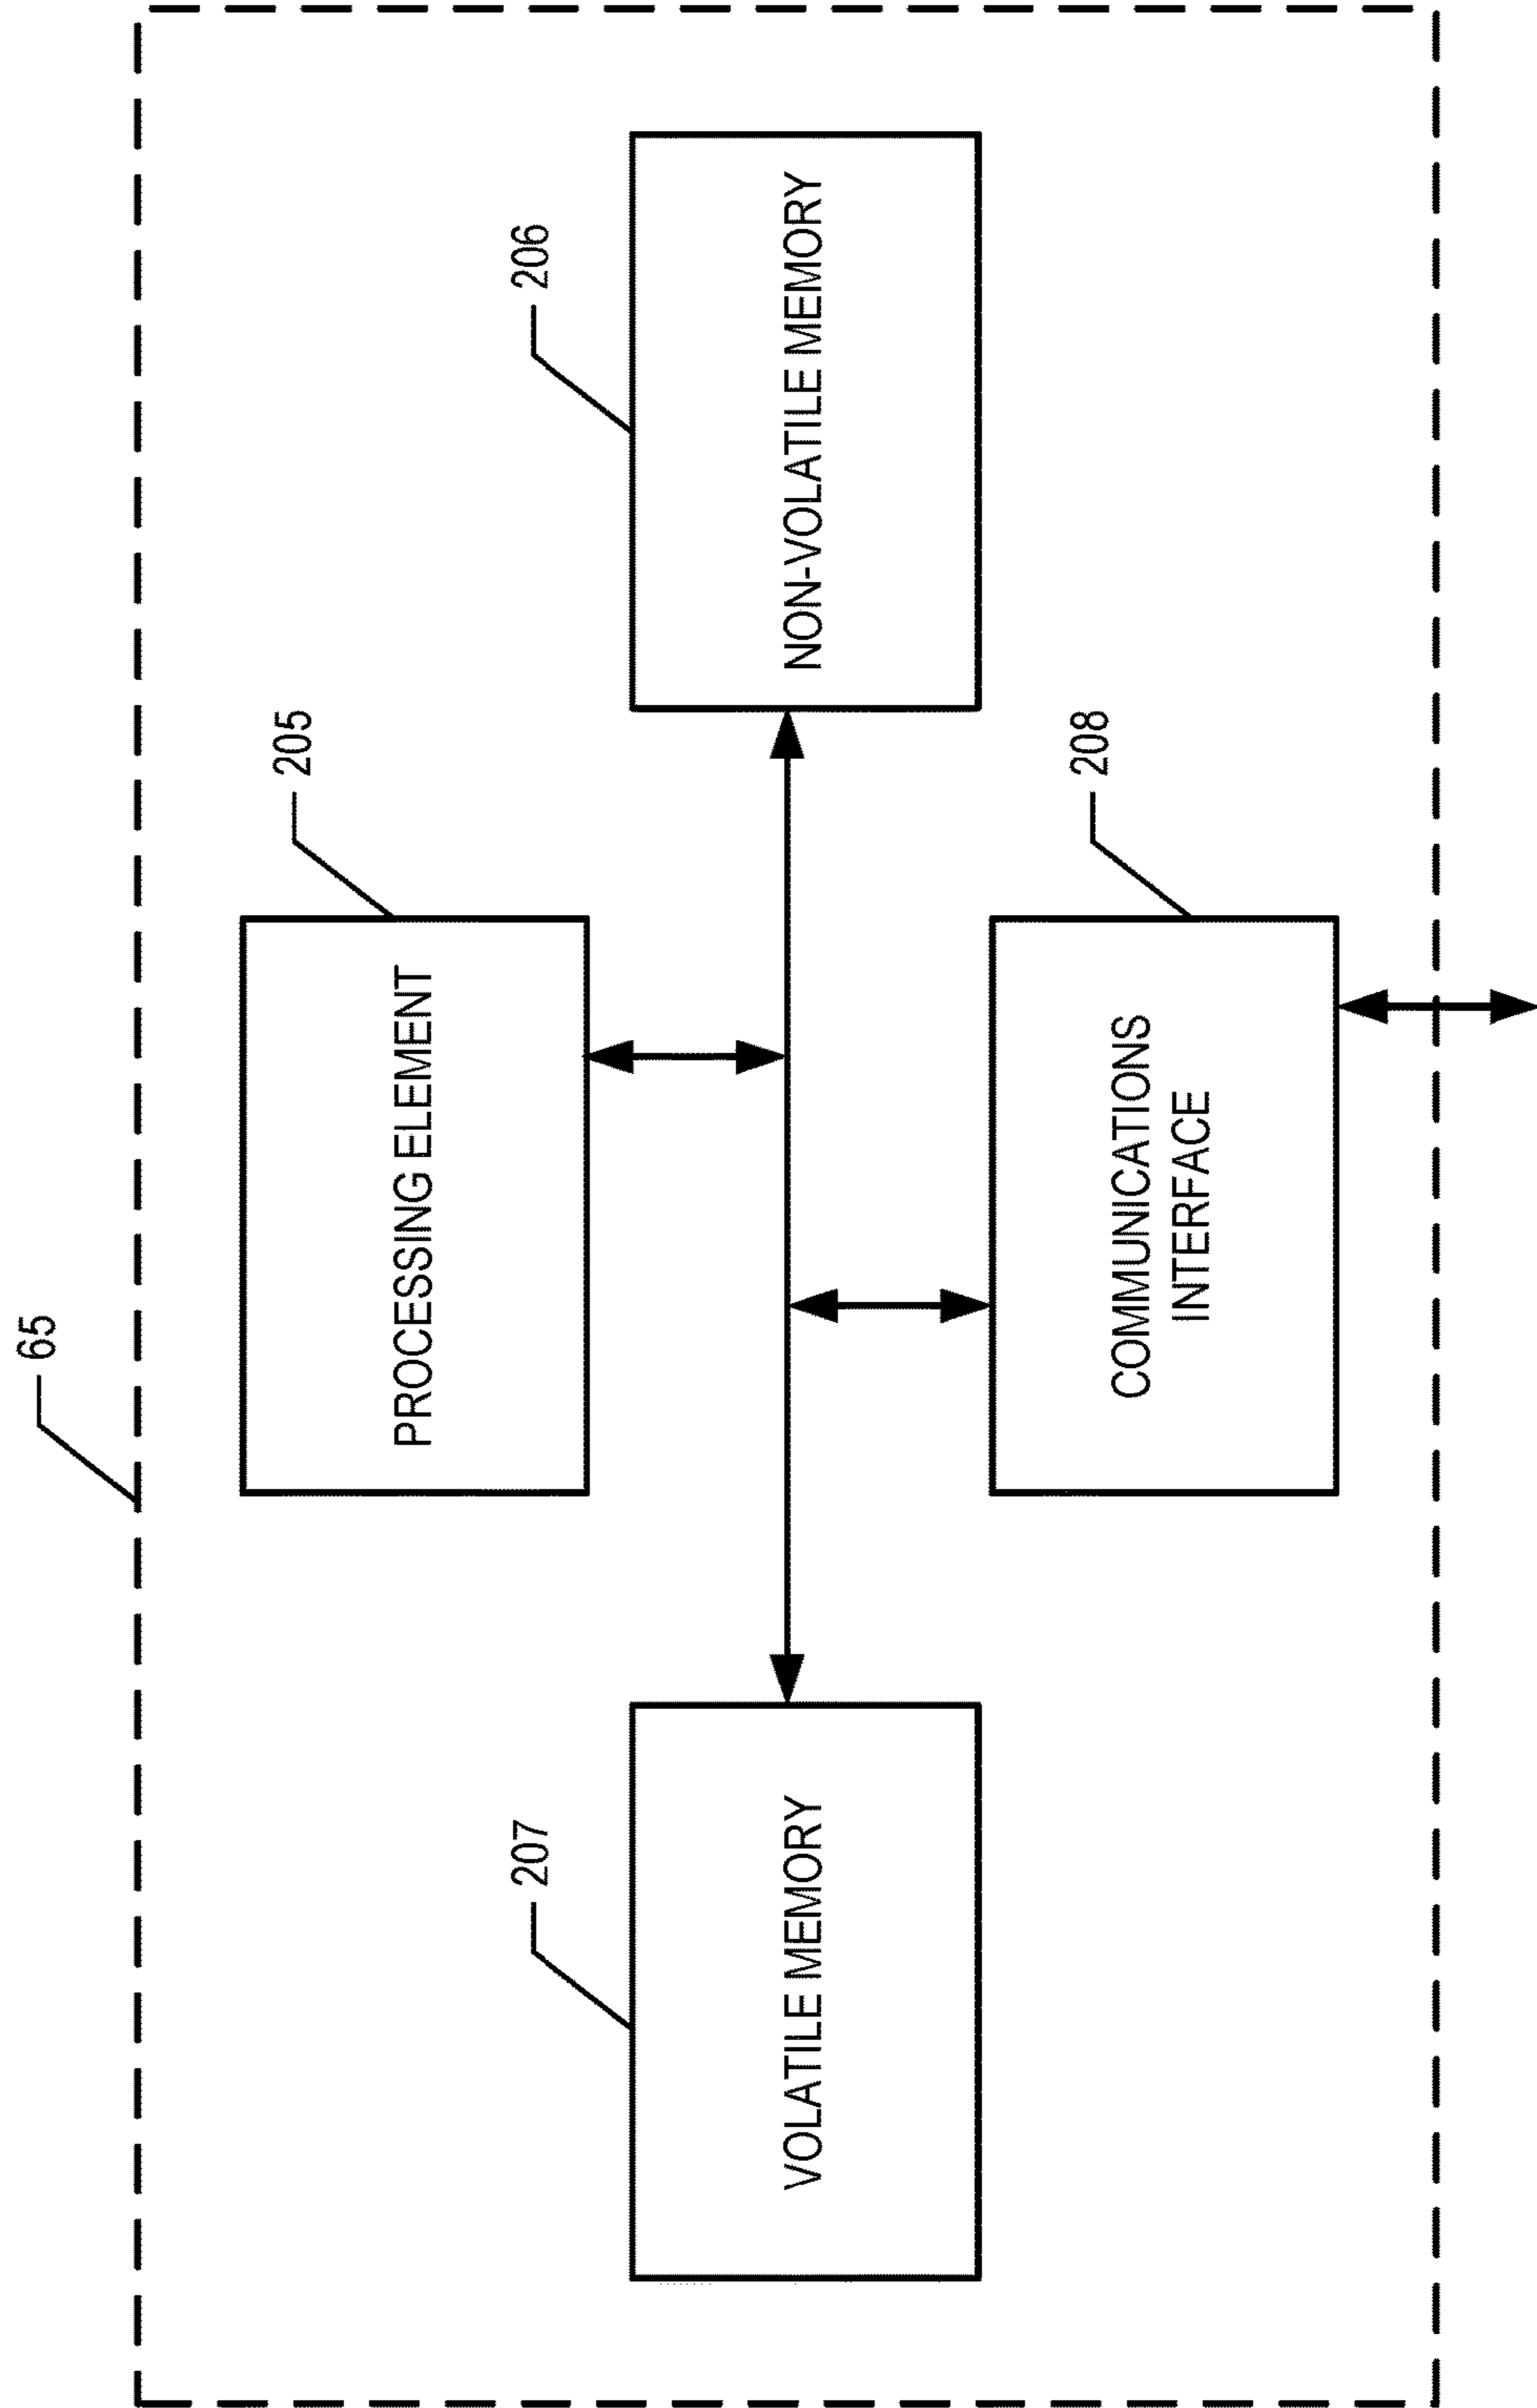 65
205
PROCESSING ELEMENT
207
206
VOLATILE MEMORY
NON-VOLATILE MEMORY
208
COMMUNICATIONS
INTERFACE